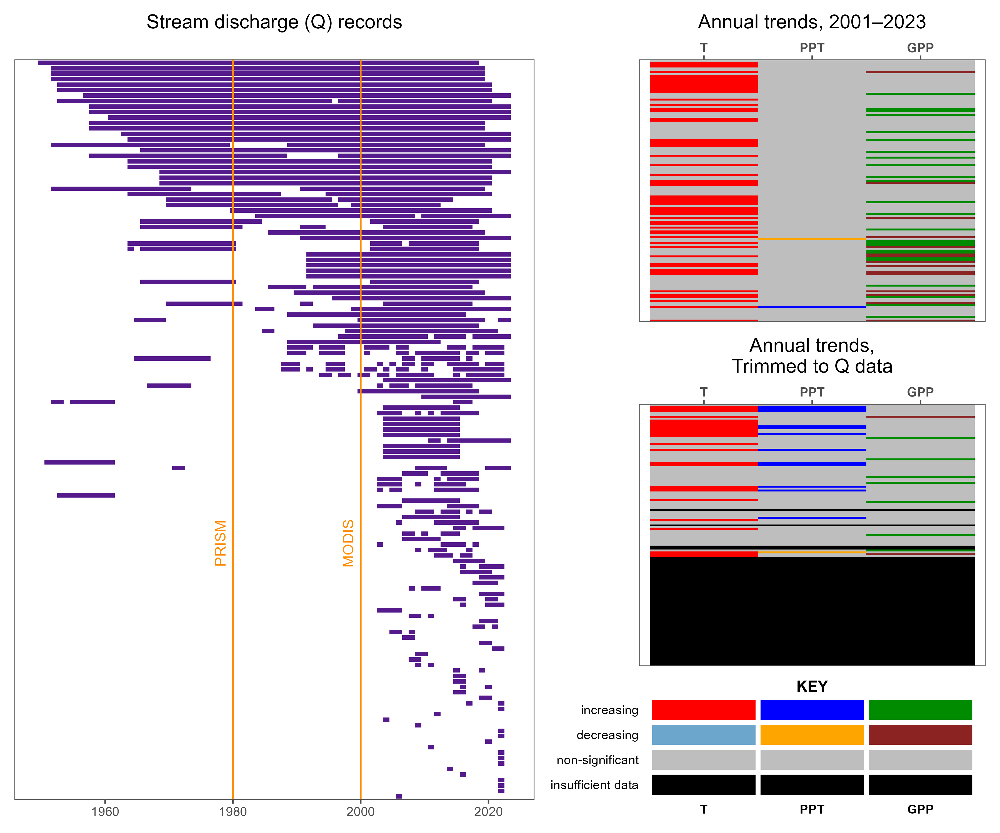 Stream discharge (Q) records
PRISM
MODIS
1960 1980 2000 2020
Annual trends, 2001–2023
T PPT GPP
Annual trends,
Trimmed to Q data
T PPT GPP
KEY
increasing
decreasing
non-significant
insufficient data
T PPT GPP